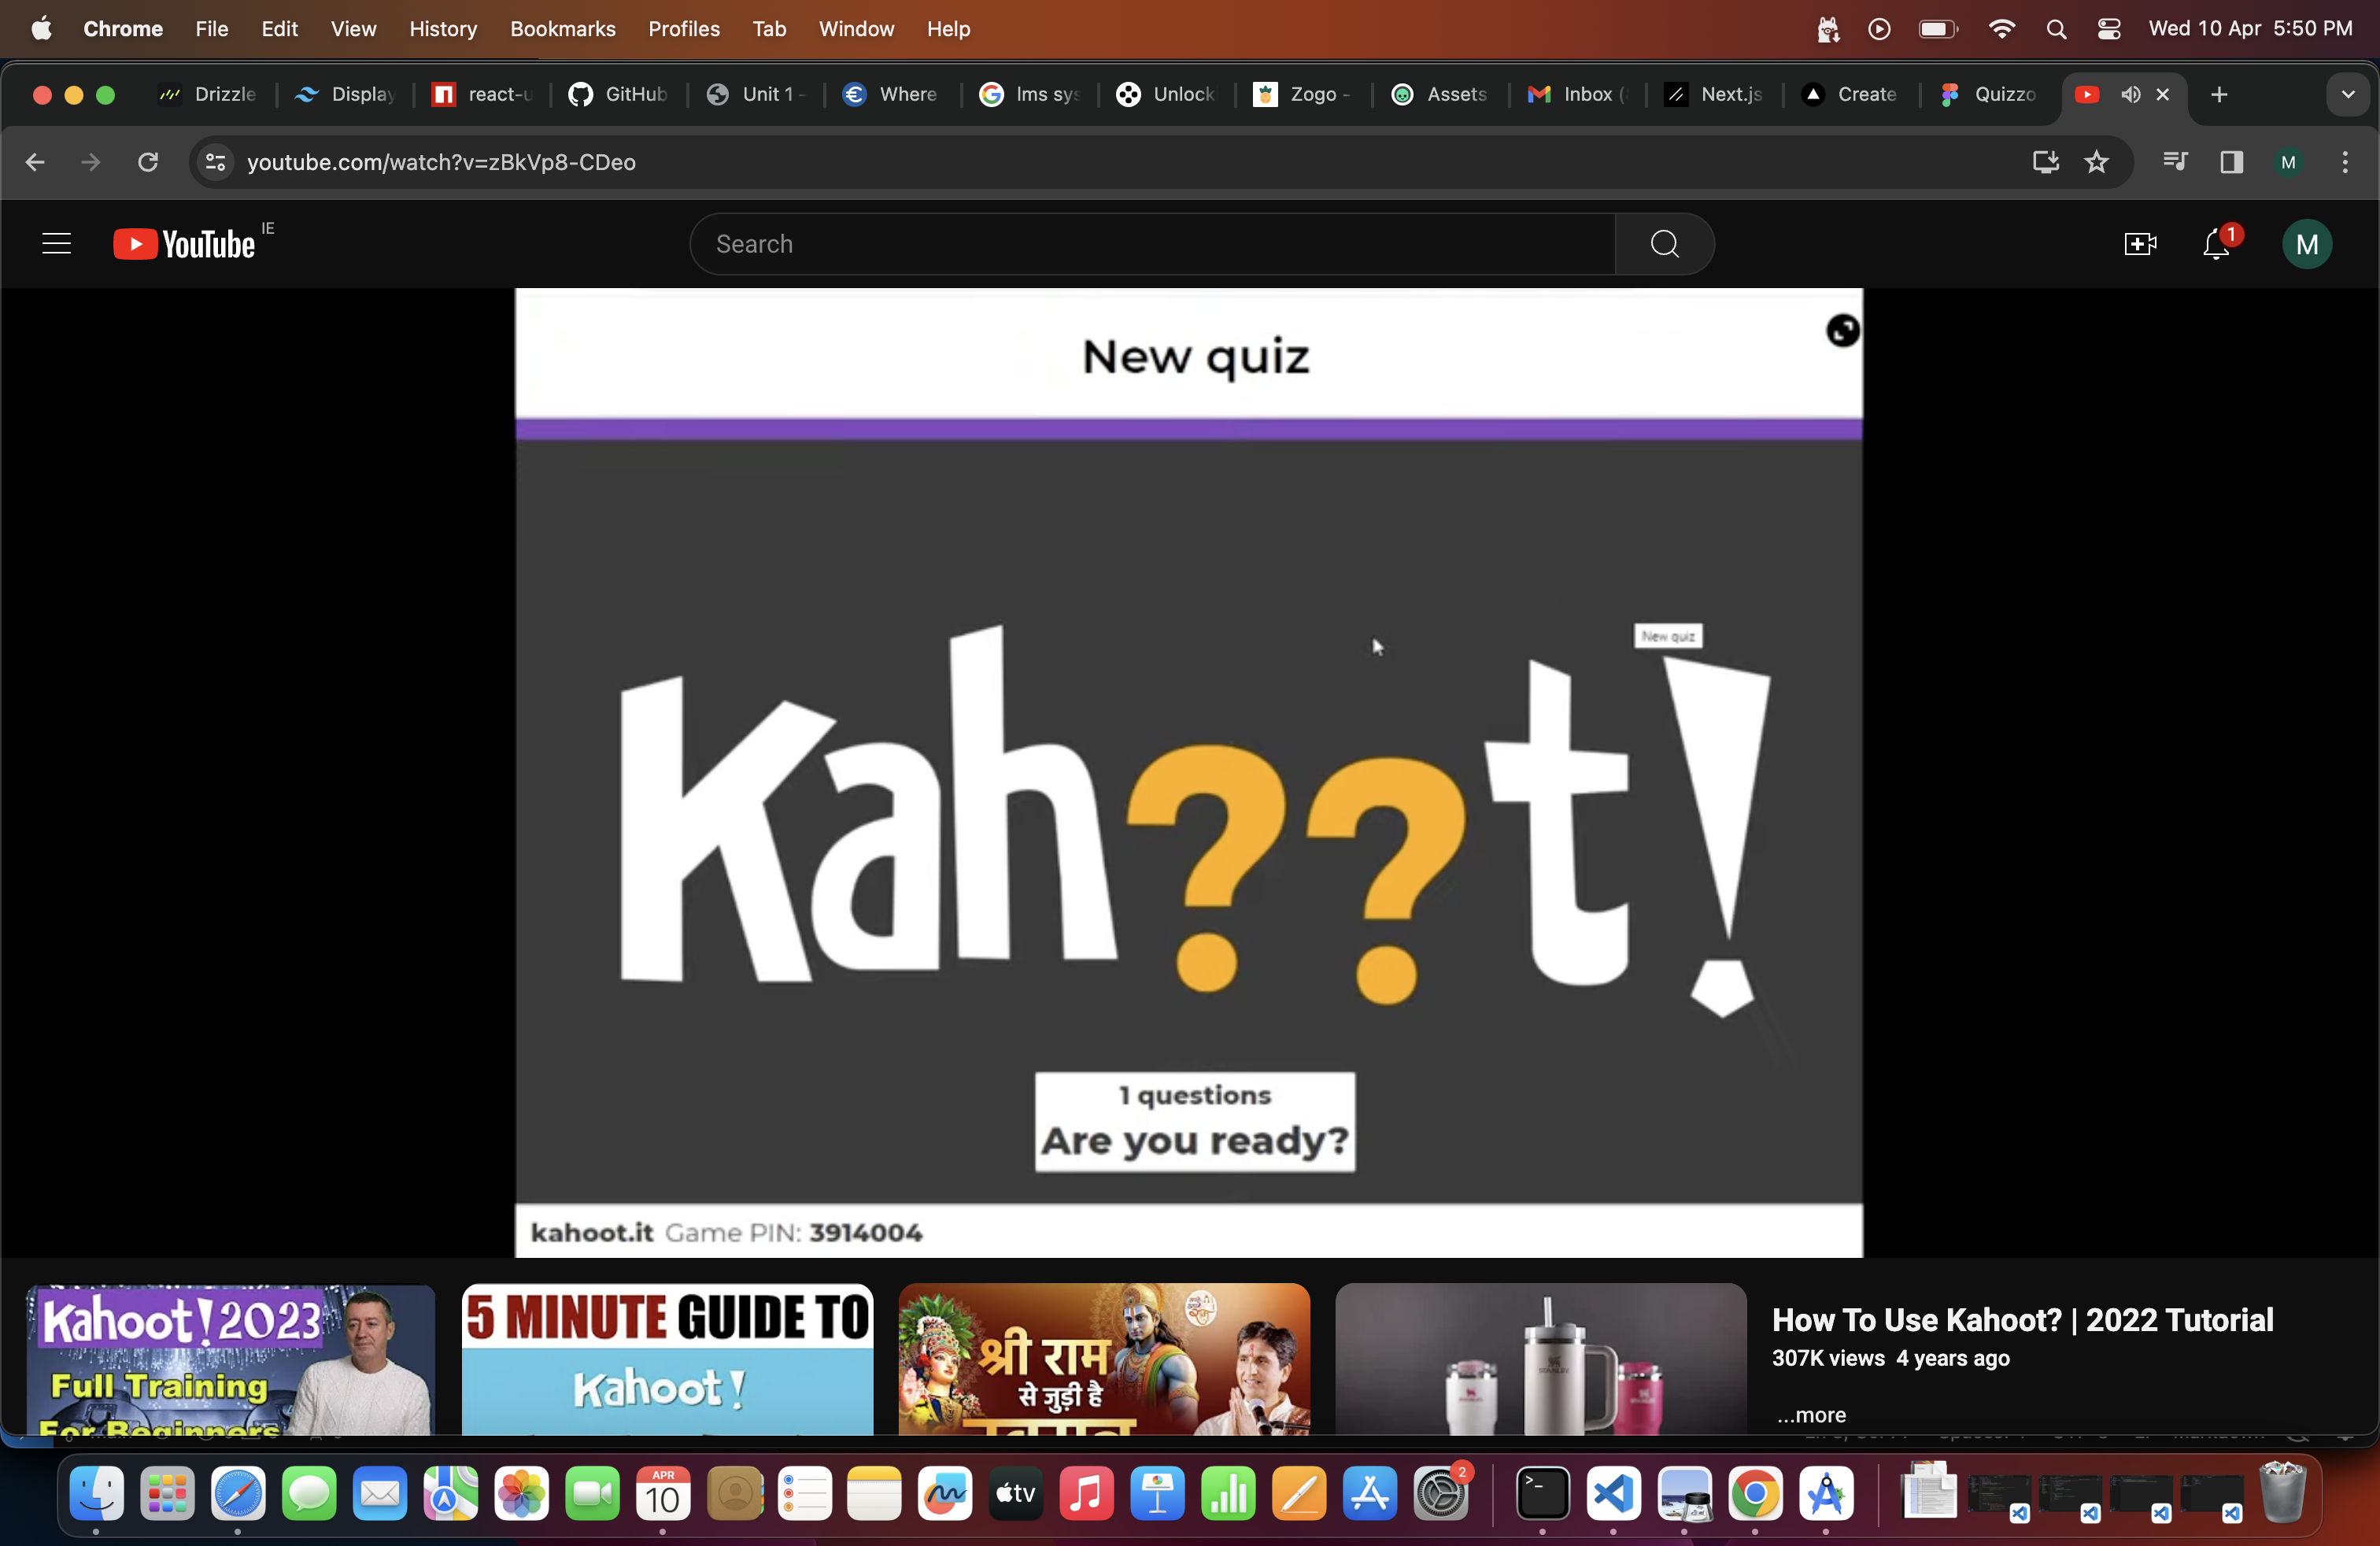 Chrome File Edit View History Bookmarks Profiles Tab Window Help Wed 10 Apr 5:50 PM
Drizzle Display react-u GitHub Unit 1 - Where lms sys Unlock Zogo - Assets Inbox ( Next.js Create Quizzo
youtube.com/watch?v=zBkVp8-CDeo M
YouTube IE Search 1 M
New quiz
New quiz
Kah??t!
1 questions
Are you ready?
kahoot.it Game PIN: 3914004
Kahoot! 2023
Full Training
For Beginners
5 MINUTE GUIDE TO
Kahoot!
श्री राम
से जुड़ी है
How To Use Kahoot? | 2022 Tutorial
307K views 4 years ago
...more
APR
10
tv
2